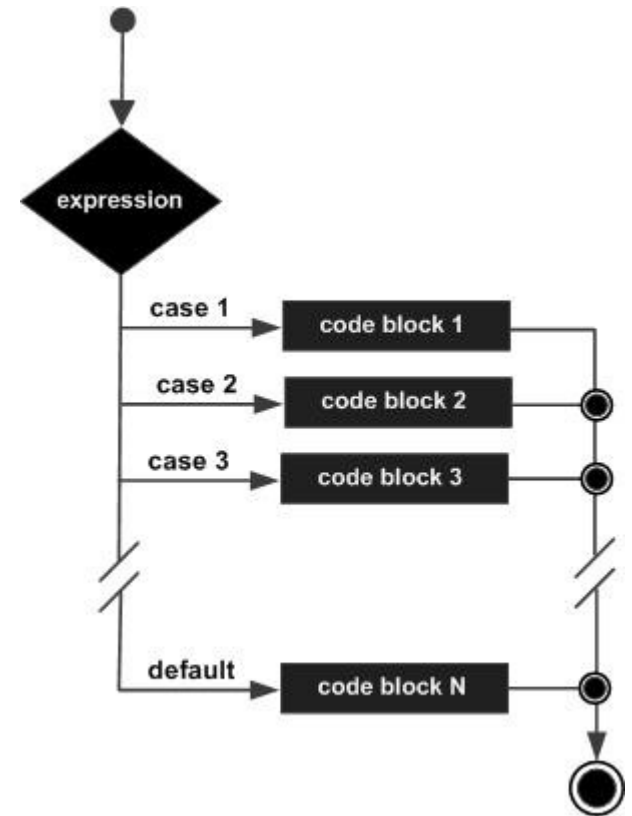 expression
case 1
code block 1
case 2
code block 2
case 3
code block 3
default
code block N